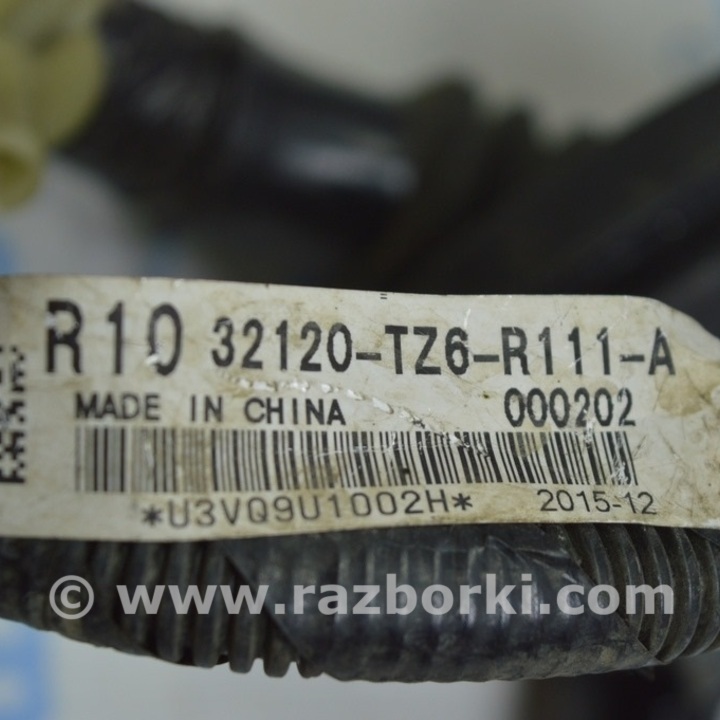 R10 32120-TZ6-R111-A
MADE IN CHINA 000202
*U3VQ9U1002H* 2015-12
© www.razborki.com